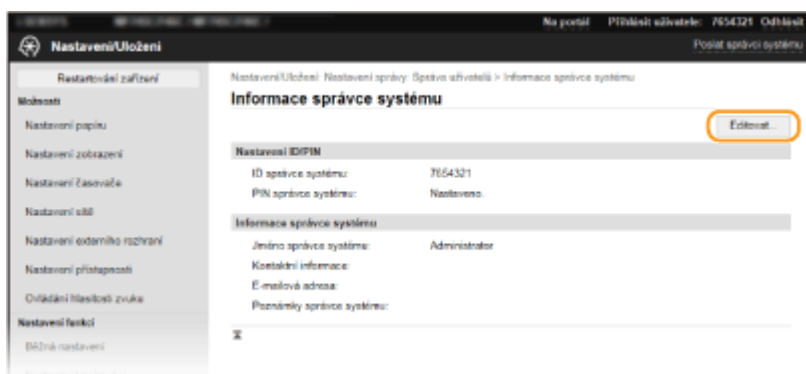 Na portál Přihlásit uživatele: 7654321 Odhlásit
Nastavení/Uložení Poslat správci systému
Restartování zařízení
Nastavení/Uložení: Nastavení správy: Správa uživatelů > Informace správce systému
Možnosti
Informace správce systému
Nastavení papíru
Editovat...
Nastavení zobrazení
Nastavení ID/PIN
ID správce systému: 7654321
Nastavení časovače
PIN správce systému: Nastaveno.
Nastavení sítě
Informace správce systému
Nastavení externího rozhraní
Jméno správce systému: Administrator
Nastavení přístupnosti
Kontaktní informace:
E-mailová adresa:
Ovládání hlasitosti zvuku
Poznámky správce systému:
Nastavení funkcí
Běžná nastavení